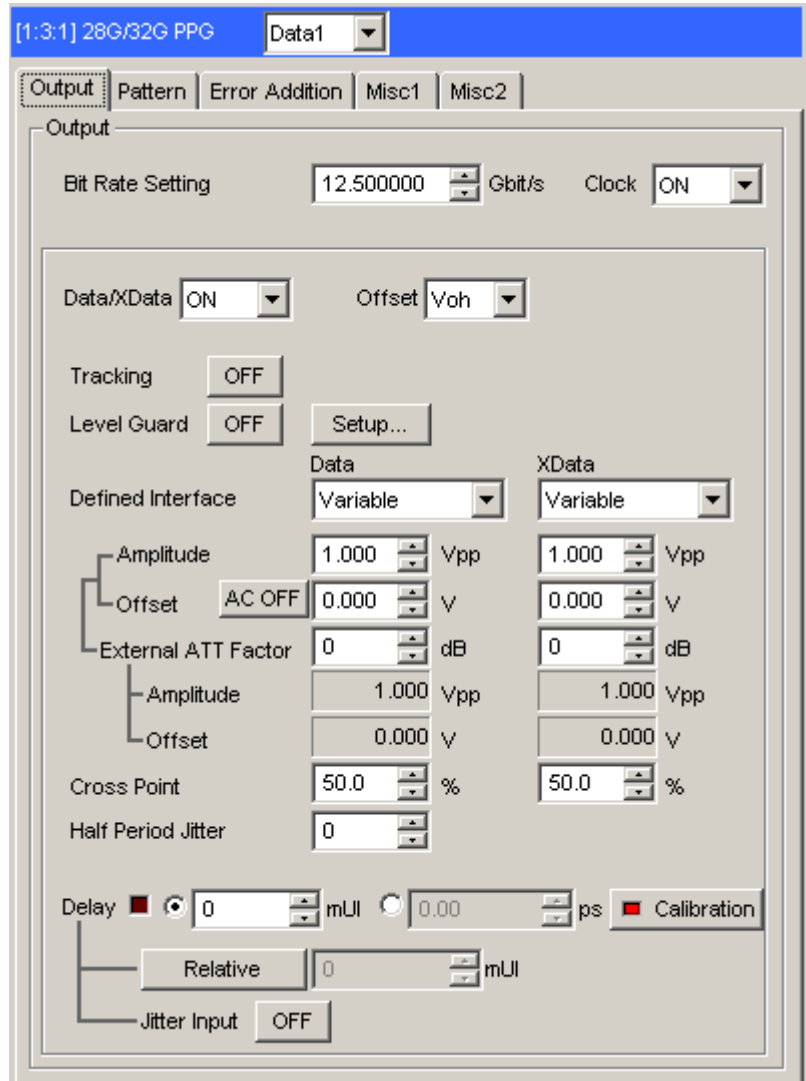 [1:3:1] 28G/32G PPG Data1
Output Pattern Error Addition Misc1 Misc2
Output
Bit Rate Setting 12.500000 Gbit/s Clock ON
Data/XData ON Offset Voh
Tracking OFF
Level Guard OFF Setup...
Data XData
Defined Interface Variable Variable
Amplitude 1.000 Vpp 1.000 Vpp
Offset AC OFF 0.000 V 0.000 V
External ATT Factor 0 dB 0 dB
Amplitude 1.000 Vpp 1.000 Vpp
Offset 0.000 V 0.000 V
Cross Point 50.0 % 50.0 %
Half Period Jitter 0
Delay 0 mUI 0.00 ps Calibration
Relative 0 mUI
Jitter Input OFF